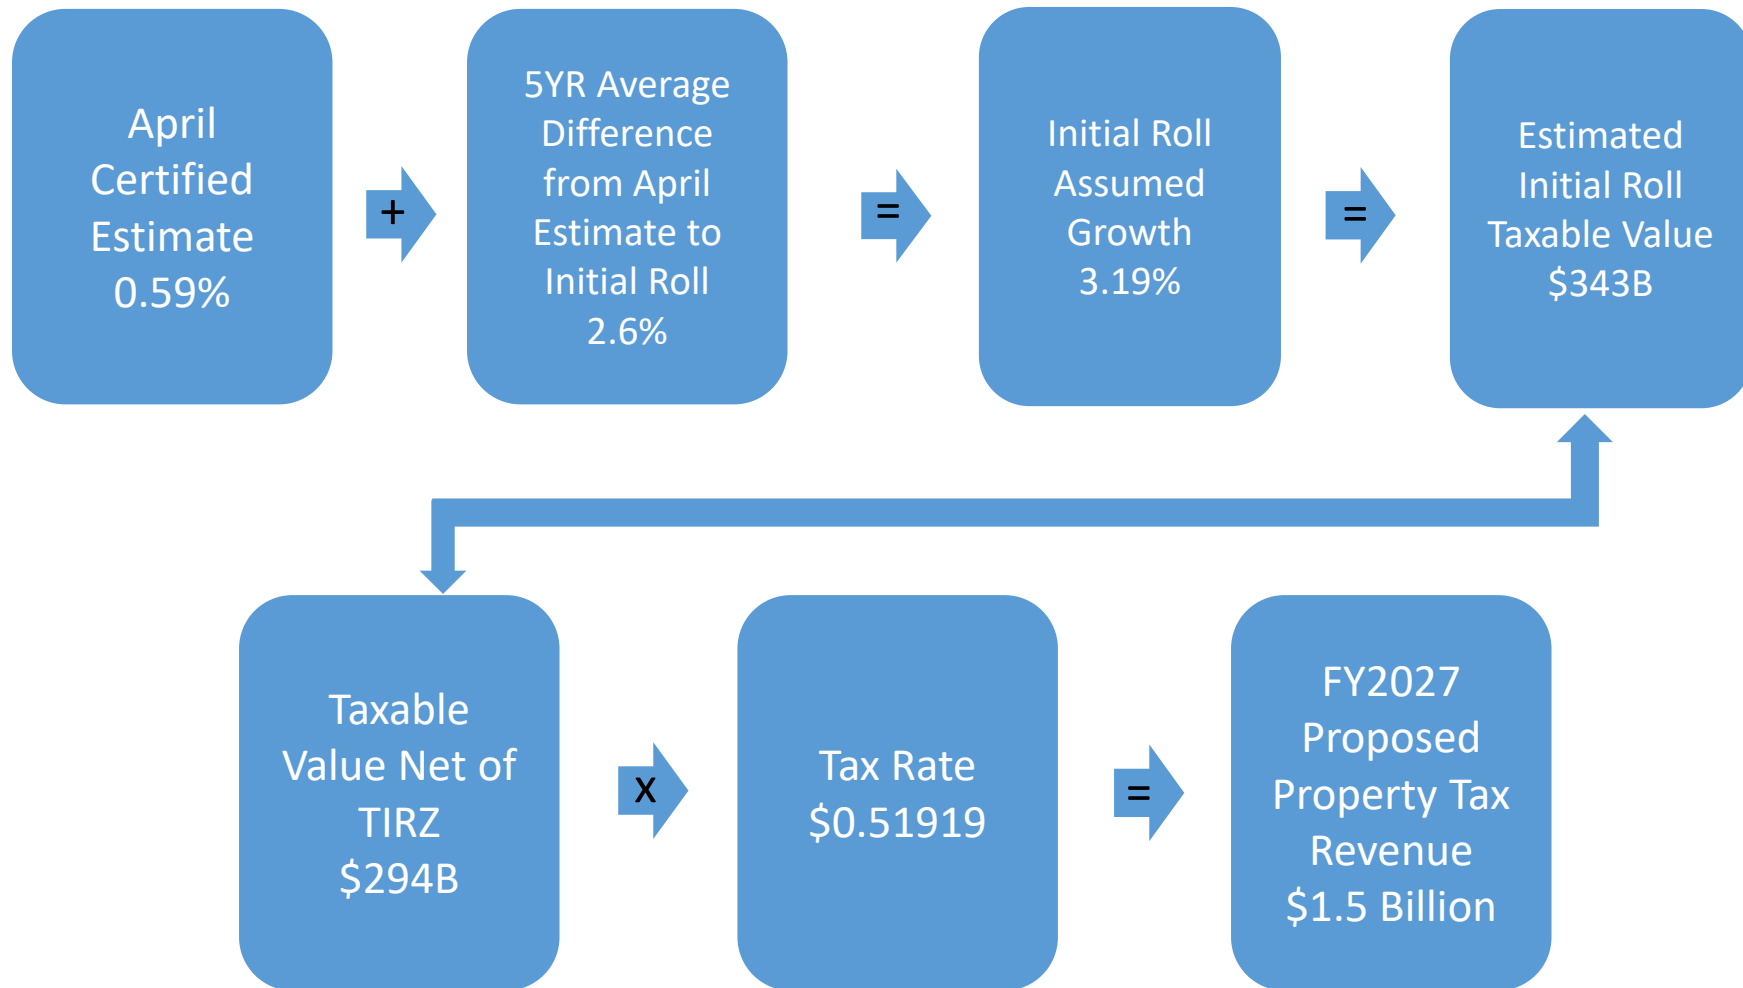 April
Certified
Estimate
0.59%
+
5YR Average
Difference
from April
Estimate to
Initial Roll
2.6%
=
Initial Roll
Assumed
Growth
3.19%
=
Estimated
Initial Roll
Taxable Value
$343B
Taxable
Value Net of
TIRZ
$294B
x
Tax Rate
$0.51919
=
FY2027
Proposed
Property Tax
Revenue
$1.5 Billion